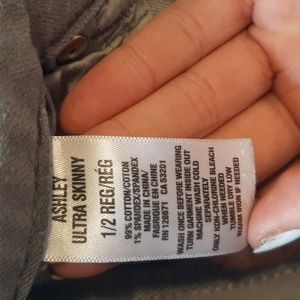 ASHLEY
ULTRA SKINNY
1/2 REG/RÉG
99% COTTON/COTON
1% SPANDEX/SPANDEX
MADE IN CHINA/
FABRIQUÉ EN CHINE
RN 128671 CA 53201
WASH ONCE BEFORE WEARING
TURN GARMENT INSIDE OUT
MACHINE WASH COLD
SEPARATELY
ONLY NON-CHLORINE BLEACH
WHEN NEEDED
TUMBLE DRY LOW
WARM IRON IF NEEDED